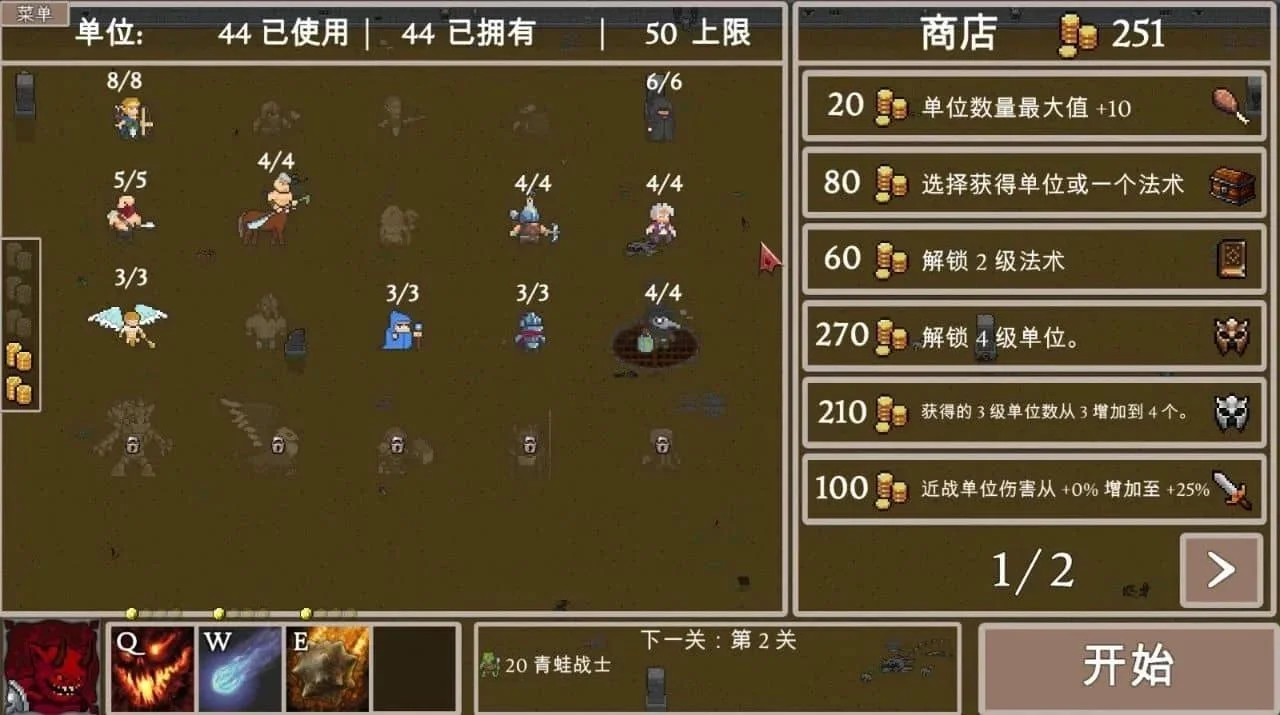 菜单
单位: 44 已使用 | 44 已拥有 | 50 上限
8/8
6/6
5/5
4/4
4/4
4/4
3/3
3/3
3/3
4/4
商店 251
20 单位数量最大值 +10
80 选择获得单位或一个法术
60 解锁 2 级法术
270 解锁 4 级单位。
210 获得的 3 级单位数从 3 增加到 4 个。
100 近战单位伤害从 +0% 增加至 +25%
1/2
>
Q W E
下一关：第 2 关
20 青蛙战士
开始